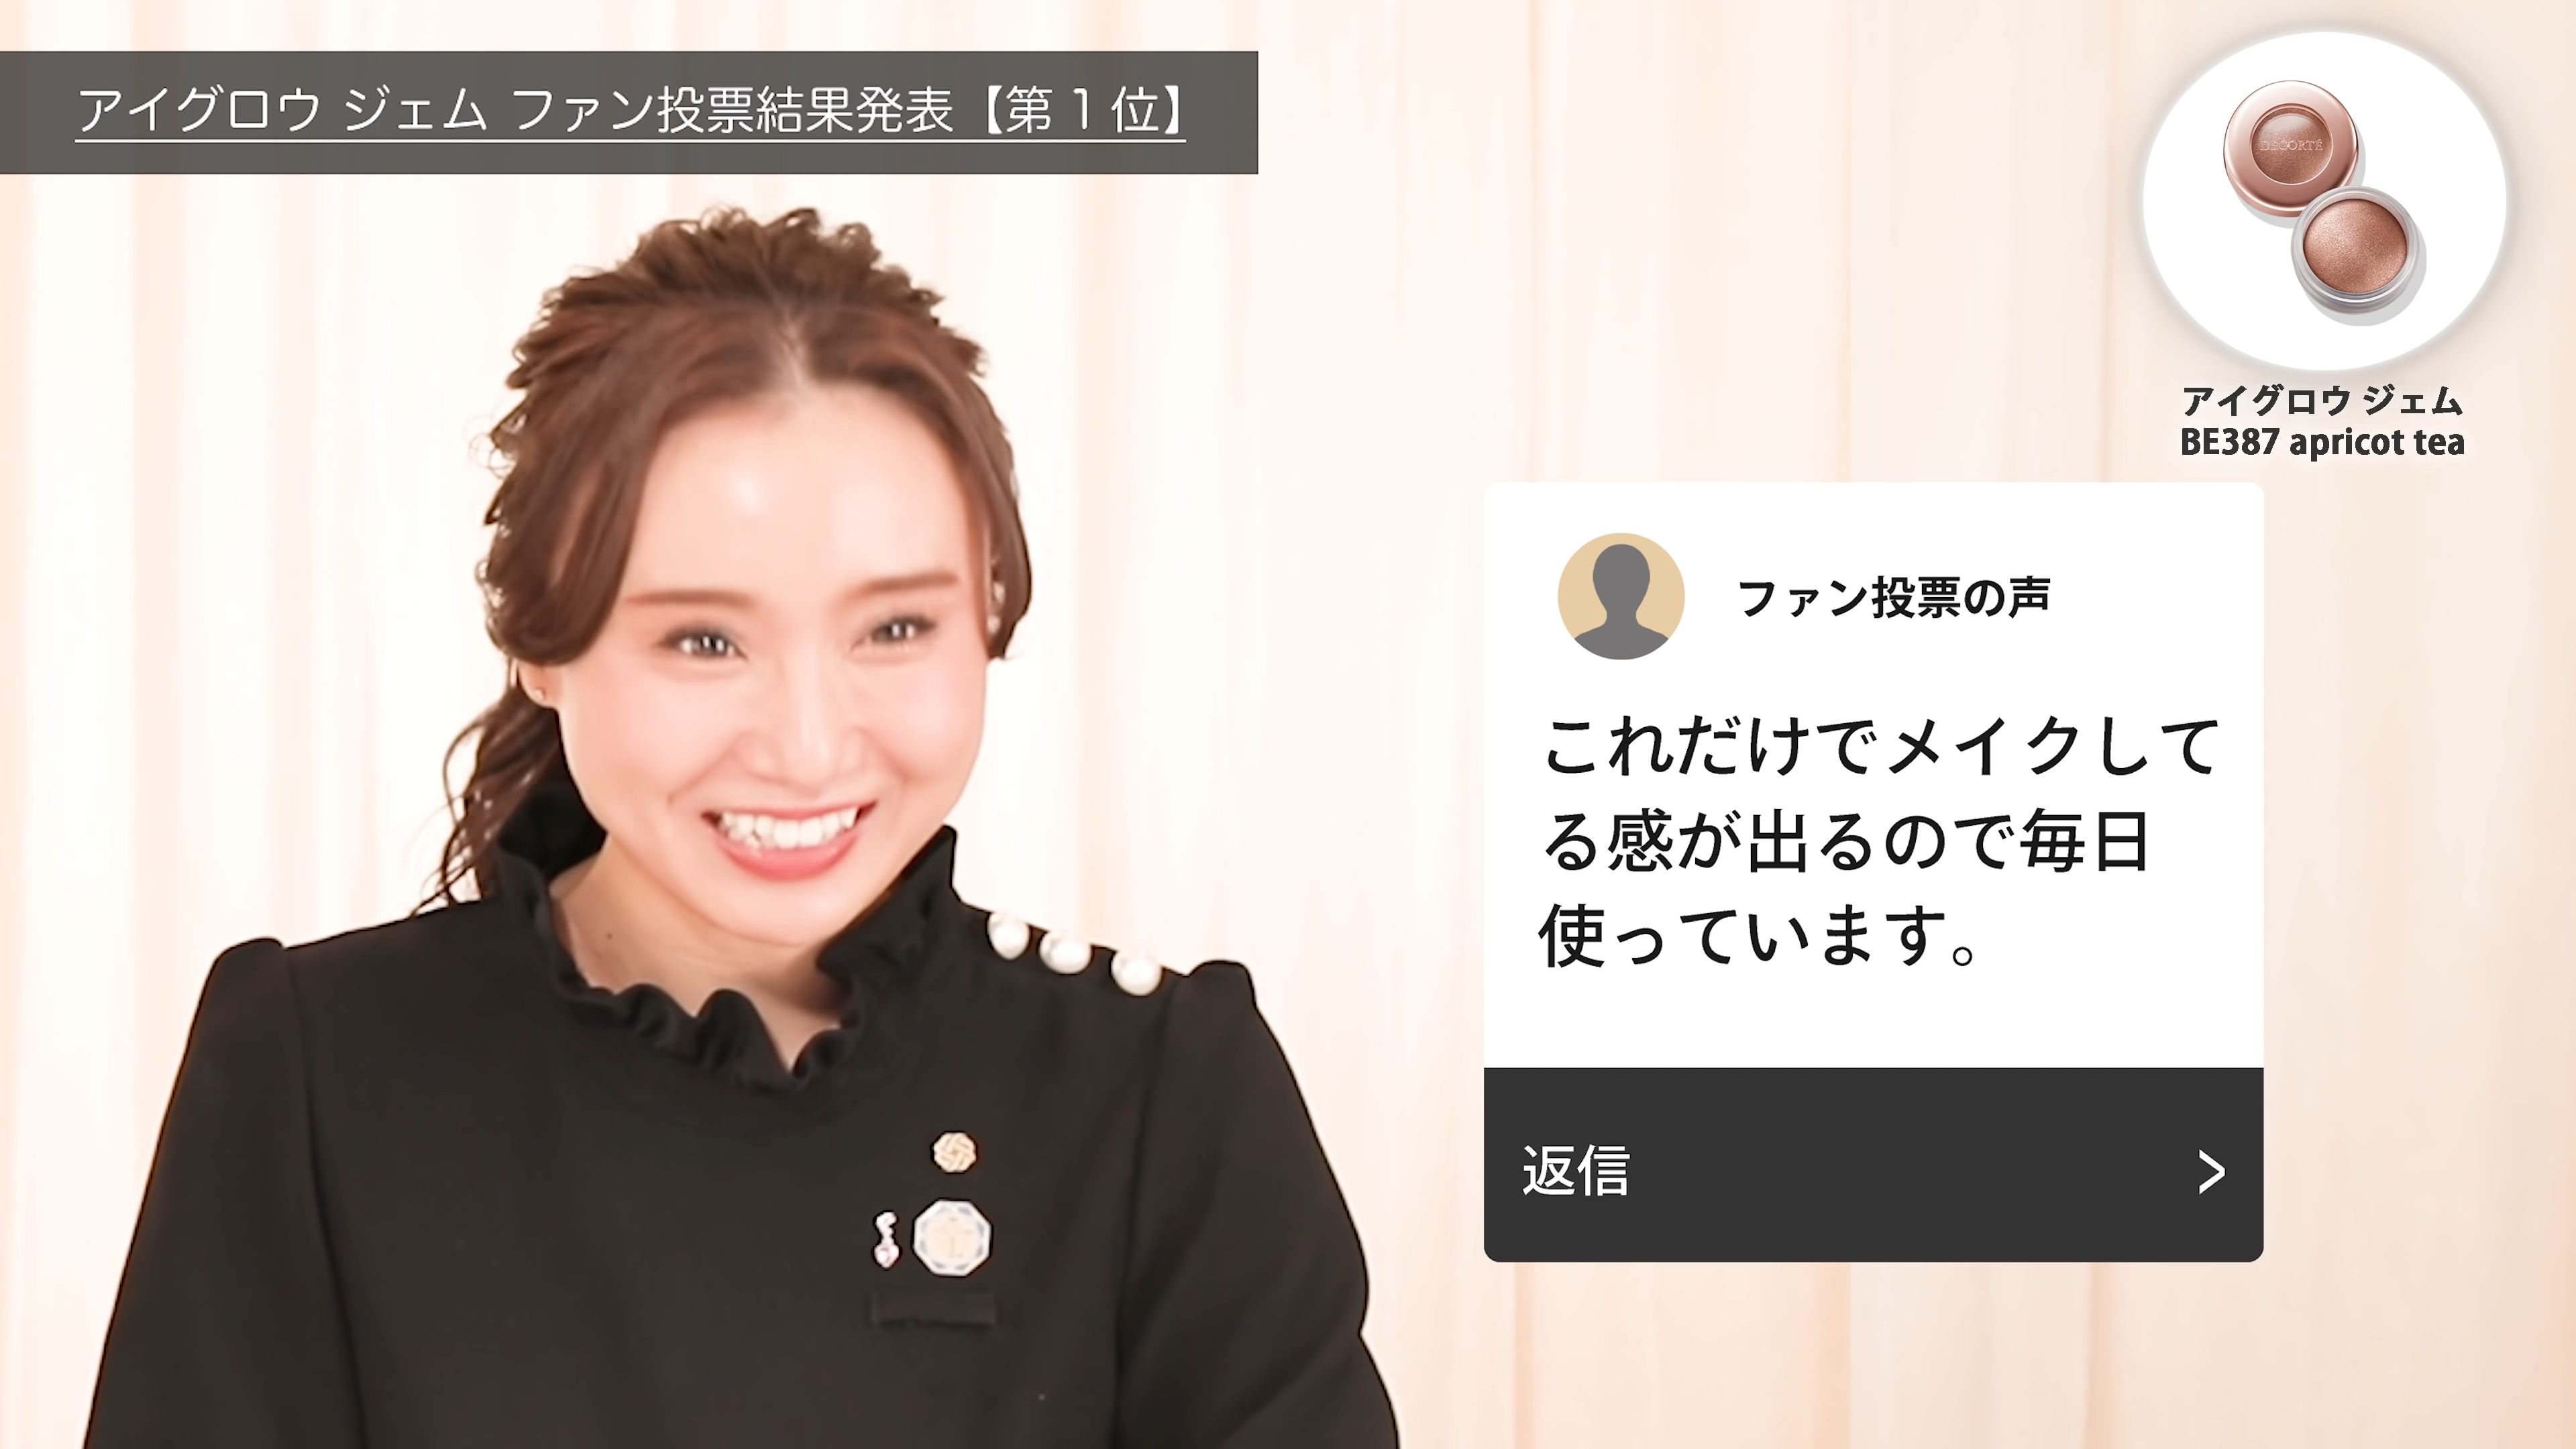 アイグロウ ジェム ファン投票結果発表【第1位】
DECORTÉ
アイグロウ ジェム
BE387 apricot tea
ファン投票の声
これだけでメイクして
る感が出るので毎日
使っています。
返信